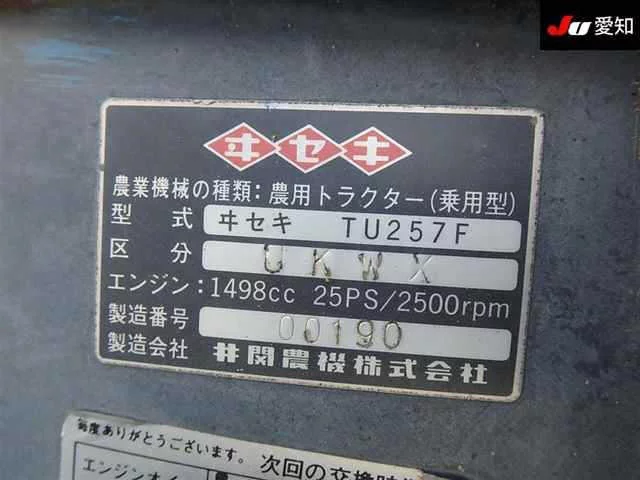 JU 愛知
ヰセキ
農業機械の種類：農用トラクター(乗用型)
型式 ヰセキ TU257F
区分 UKWX
エンジン：1498cc 25PS/2500rpm
製造番号 00190
製造会社 井関農機株式会社
毎度ありがとうございます。
次回の交換時
エンジンオイ